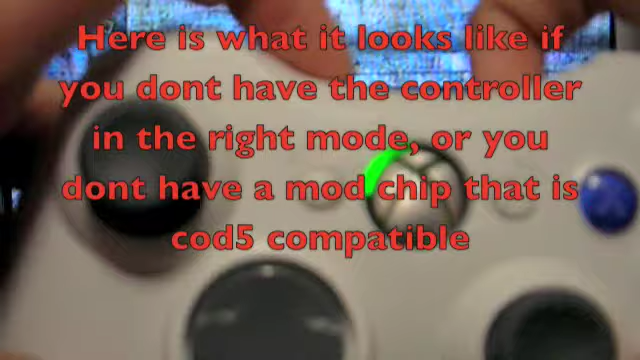 Here is what it looks like if
you dont have the controller
in the right mode, or you
dont have a mod chip that is
cod5 compatible